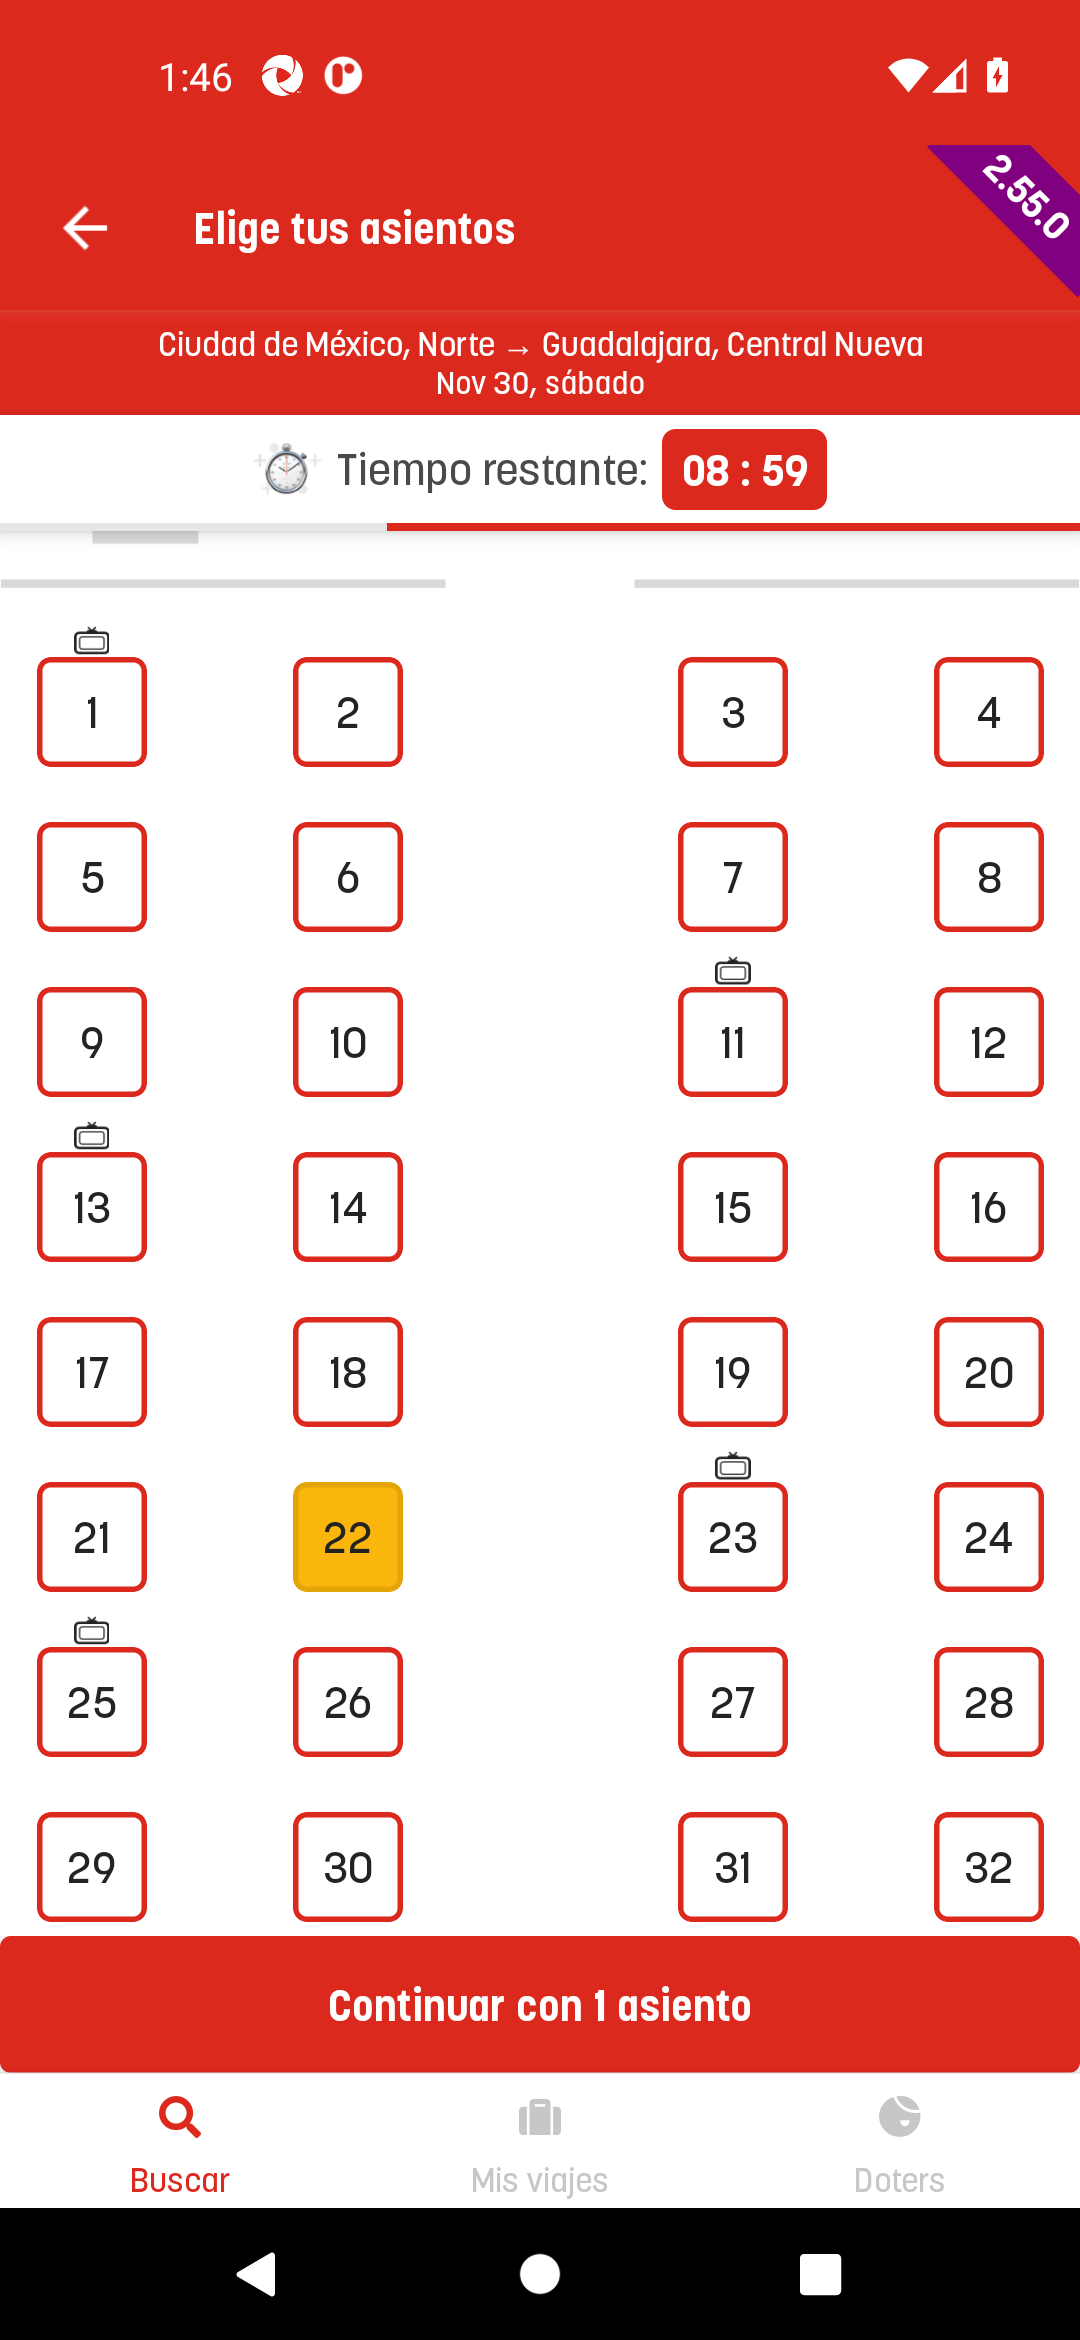 1:46
2.55.0
Elige tus asientos
Ciudad de México, Norte → Guadalajara, Central Nueva
Nov 30, sábado
Tiempo restante: 08 : 59
1 2 3 4
5 6 7 8
9 10 11 12
13 14 15 16
17 18 19 20
21 22 23 24
25 26 27 28
29 30 31 32
Continuar con 1 asiento
Buscar Mis viajes Doters